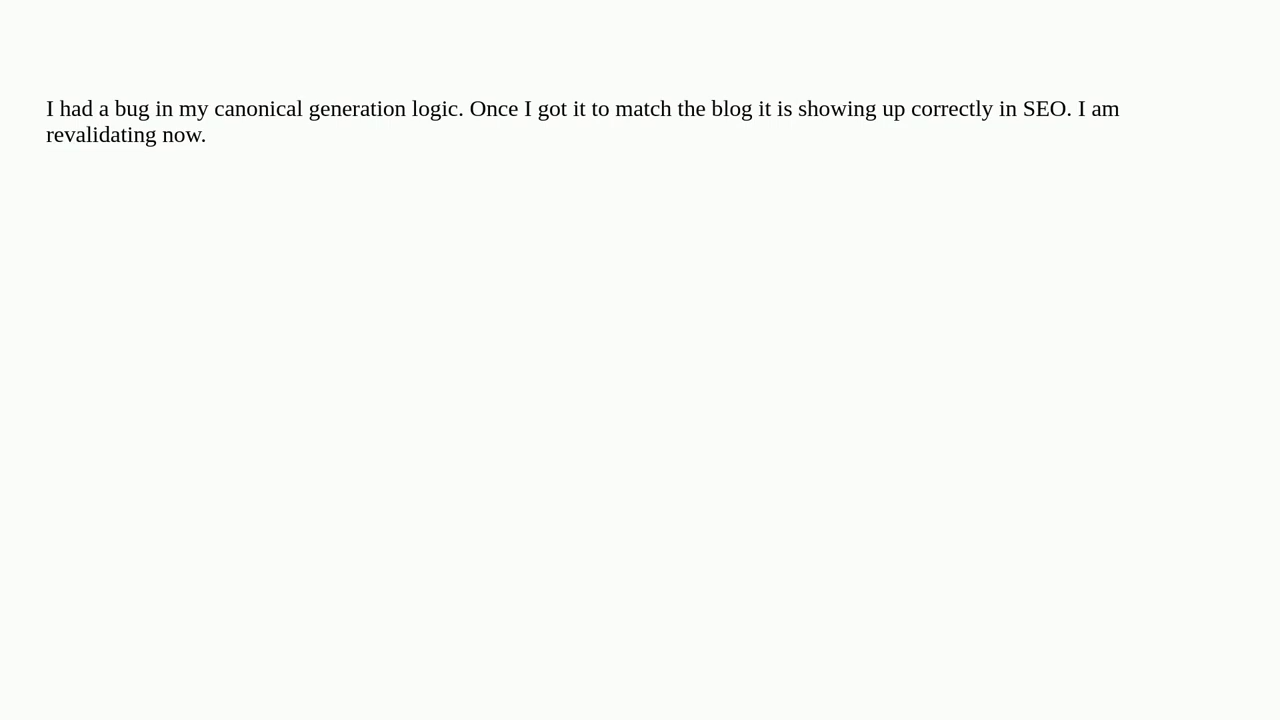 I had a bug in my canonical generation logic. Once I got it to match the blog it is showing up correctly in SEO. I am
revalidating now.